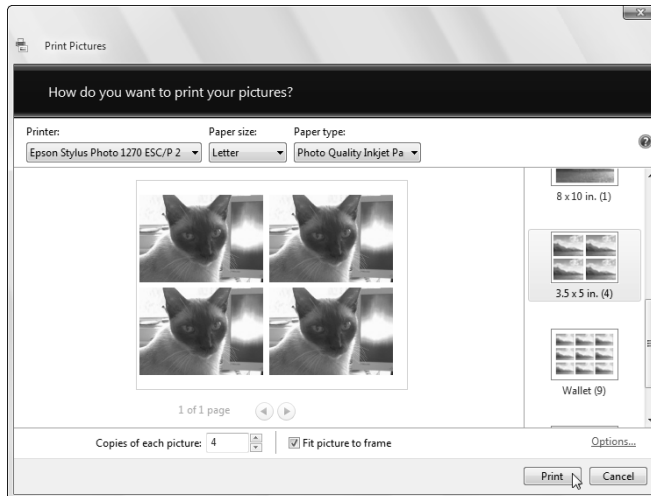 Print Pictures
How do you want to print your pictures?
Printer: Paper size: Paper type:
Epson Stylus Photo 1270 ESC/P 2 Letter Photo Quality Inkjet Pa
8 x 10 in. (1)
3.5 x 5 in. (4)
Wallet (9)
1 of 1 page
Copies of each picture: 4 Fit picture to frame Options...
Print Cancel